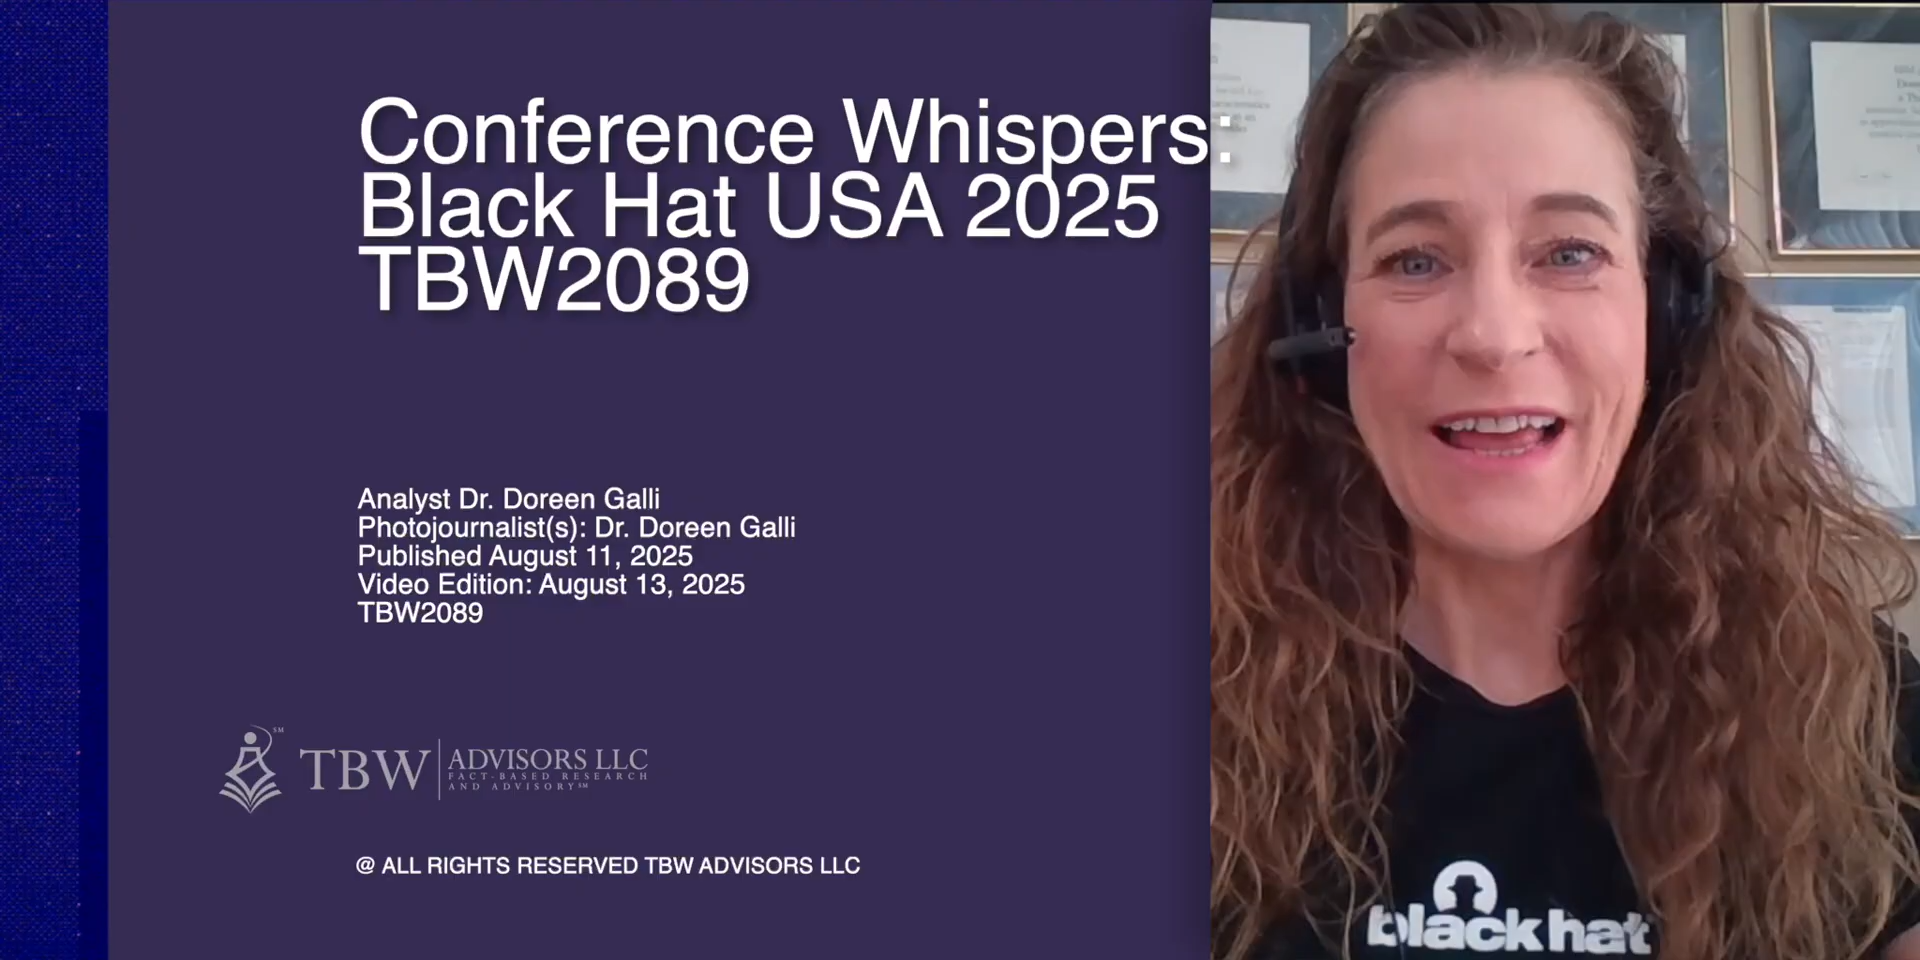 Conference Whispers:
Black Hat USA 2025
TBW2089
Analyst Dr. Doreen Galli
Photojournalist(s): Dr. Doreen Galli
Published August 11, 2025
Video Edition: August 13, 2025
TBW2089
SM
TBW ADVISORS LLC
FACT-BASED RESEARCH
AND ADVISORY SM
@ ALL RIGHTS RESERVED TBW ADVISORS LLC
blackhat